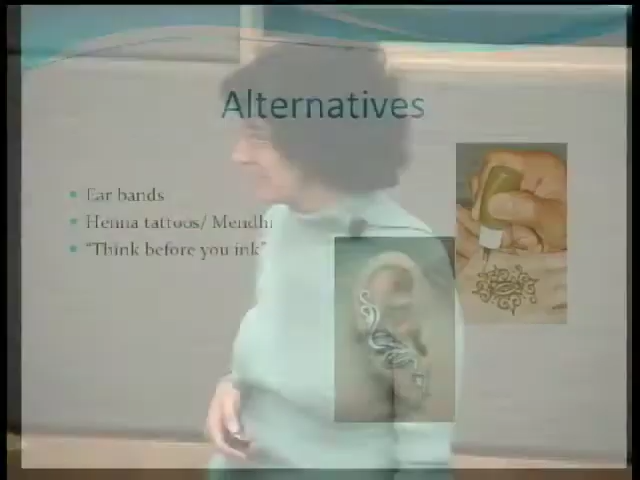 Alternatives
Ear bands
Henna tattoos/ Mendhi
"Think before you ink"